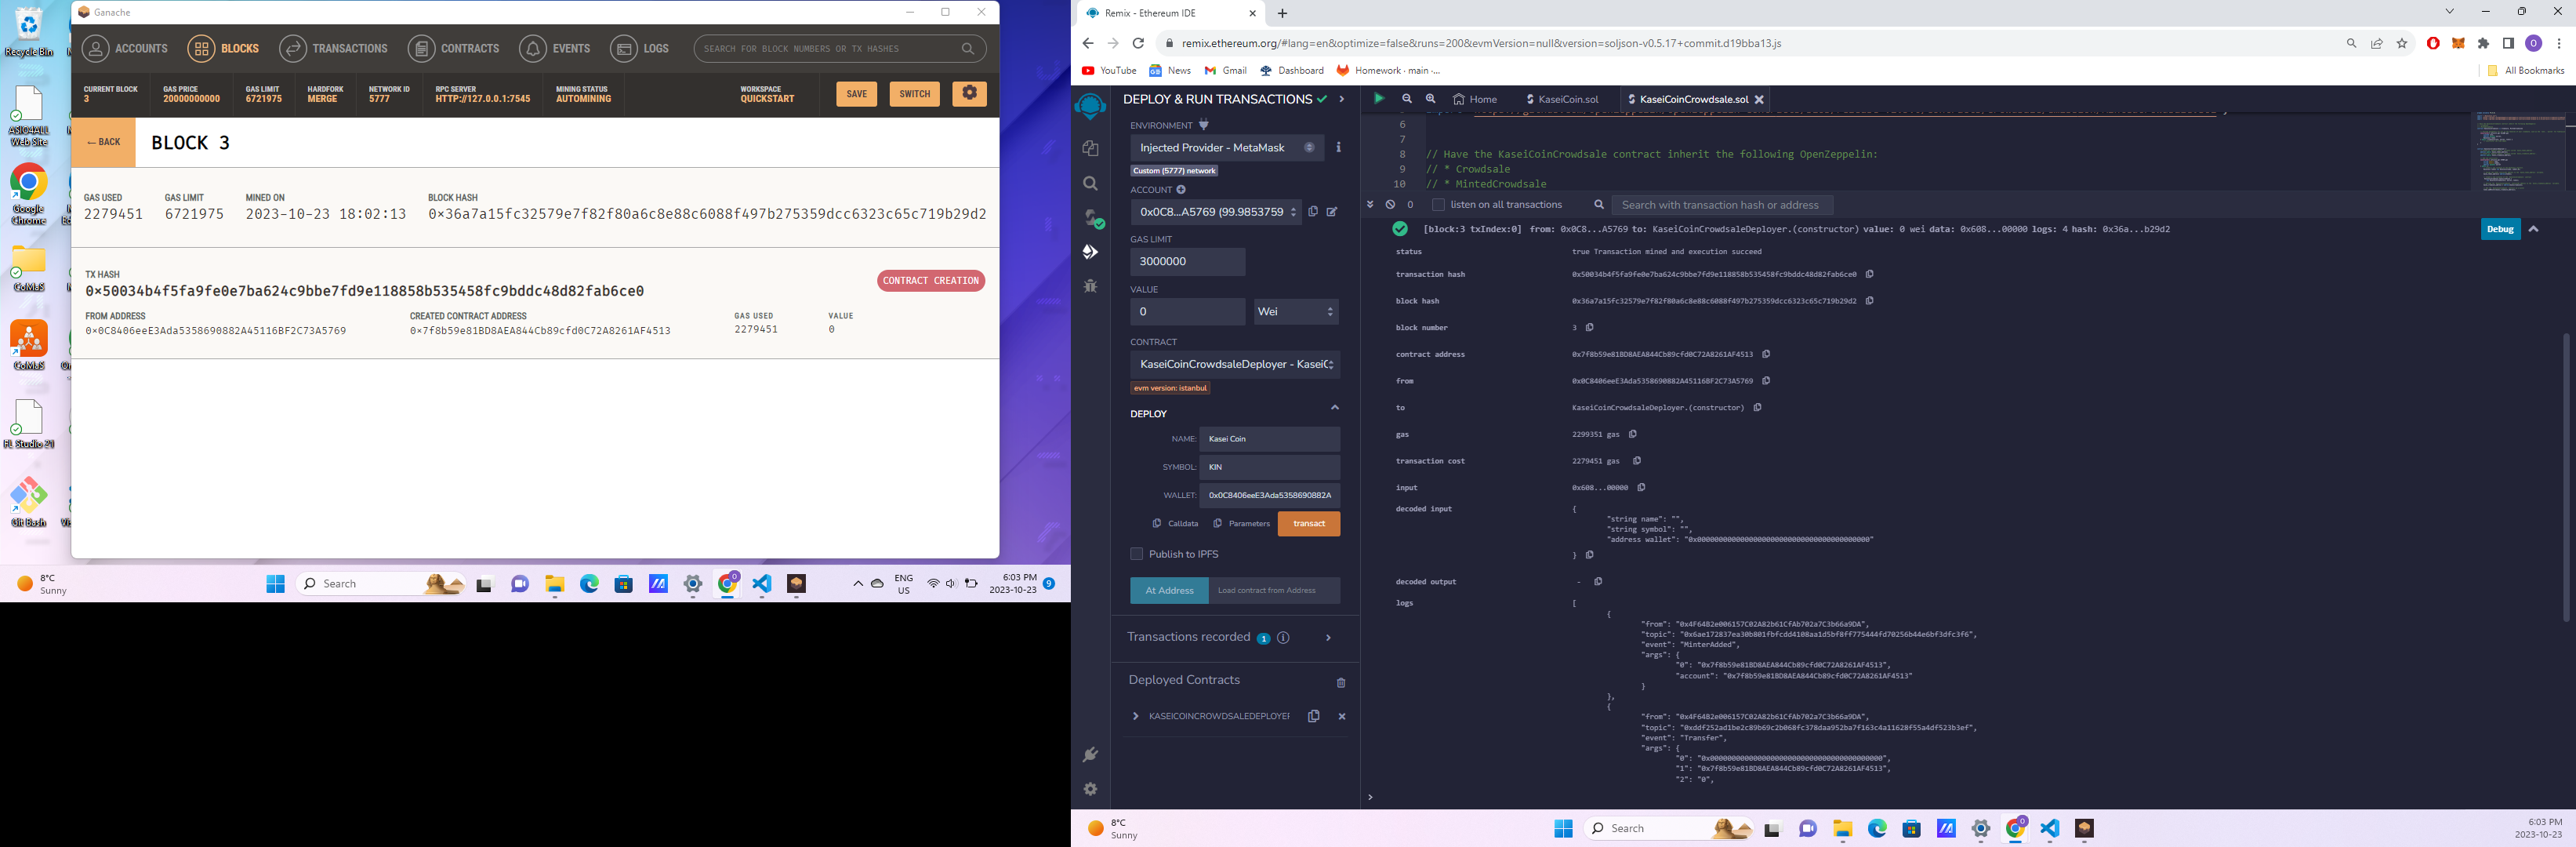 Recycle Bin
ASIO4ALL Web Site
Google Chrome
GoMaS
GoMaS
FL Studio 21
Git Bash
Ganache
ACCOUNTS
BLOCKS
TRANSACTIONS
CONTRACTS
EVENTS
LOGS
SEARCH FOR BLOCK NUMBERS OR TX HASHES
CURRENT BLOCK
3
GAS PRICE
20000000000
GAS LIMIT
6721975
HARDFORK
MERGE
NETWORK ID
5777
RPC SERVER
HTTP://127.0.0.1:7545
MINING STATUS
AUTOMINING
WORKSPACE
QUICKSTART
SAVE
SWITCH
← BACK
BLOCK 3
GAS USED
2279451
GAS LIMIT
6721975
MINED ON
2023-10-23 18:02:13
BLOCK HASH
0×36a7a15fc32579e7f82f80a6c8e88c6088f497b275359dcc6323c65c719b29d2
TX HASH
0×50034b4f5fa9fe0e7ba624c9bbe7fd9e118858b535458fc9bddc48d82fab6ce0
CONTRACT CREATION
FROM ADDRESS
0×0C8406eeE3Ada5358690882A45116BF2C73A5769
CREATED CONTRACT ADDRESS
0×7f8b59e81BD8AEA844Cb89cfd0C72A8261AF4513
GAS USED
2279451
VALUE
0
8°C
Sunny
Search
ENG
US
6:03 PM
2023-10-23
9
Remix - Ethereum IDE
remix.ethereum.org/#lang=en&optimize=false&runs=200&evmVersion=null&version=soljson-v0.5.17+commit.d19bba13.js
YouTube
News
Gmail
Dashboard
Homework · main ·...
All Bookmarks
DEPLOY & RUN TRANSACTIONS
ENVIRONMENT
Injected Provider - MetaMask
Custom (5777) network
ACCOUNT
0x0C8...A5769 (99.9853759
GAS LIMIT
3000000
VALUE
0
Wei
CONTRACT
KaseiCoinCrowdsaleDeployer - KaseiC
evm version: istanbul
DEPLOY
NAME: Kasei Coin
SYMBOL: KIN
WALLET: 0x0C8406eeE3Ada5358690882A
Calldata
Parameters
transact
Publish to IPFS
At Address
Load contract from Address
Transactions recorded 1
Deployed Contracts
KASEICOINCROWDSALEDEPLOYER
Home
KaseiCoin.sol
KaseiCoinCrowdsale.sol
6
7
8 // Have the KaseiCoinCrowdsale contract inherit the following OpenZeppelin:
9 // * Crowdsale
10 // * MintedCrowdsale
0
listen on all transactions
Search with transaction hash or address
[block:3 txIndex:0] from: 0x0C8...A5769 to: KaseiCoinCrowdsaleDeployer.(constructor) value: 0 wei data: 0x608...00000 logs: 4 hash: 0x36a...b29d2
Debug
status true Transaction mined and execution succeed
transaction hash 0x50034b4f5fa9fe0e7ba624c9bbe7fd9e118858b535458fc9bddc48d82fab6ce0
block hash 0x36a7a15fc32579e7f82f80a6c8e88c6088f497b275359dcc6323c65c719b29d2
block number 3
contract address 0x7f8b59e81BD8AEA844Cb89cfd0C72A8261AF4513
from 0x0C8406eeE3Ada5358690882A45116BF2C73A5769
to KaseiCoinCrowdsaleDeployer.(constructor)
gas 2299351 gas
transaction cost 2279451 gas
input 0x608...00000
decoded input {
"string name": "",
"string symbol": "",
"address wallet": "0x0000000000000000000000000000000000000000"
}
decoded output -
logs [
{
"from": "0x4F64B2e006157C02A82b61CfAb702a7C3b66a9DA",
"topic": "0x6ae172837ea30b801fbfcdd4108aa1d5bf8ff775444fd70256b44e6bf3dfc3f6",
"event": "MinterAdded",
"args": {
"0": "0x7f8b59e81BD8AEA844Cb89cfd0C72A8261AF4513",
"account": "0x7f8b59e81BD8AEA844Cb89cfd0C72A8261AF4513"
}
},
{
"from": "0x4F64B2e006157C02A82b61CfAb702a7C3b66a9DA",
"topic": "0xddf252ad1be2c89b69c2b068fc378daa952ba7f163c4a11628f55a4df523b3ef",
"event": "Transfer",
"args": {
"0": "0x0000000000000000000000000000000000000000",
"1": "0x7f8b59e81BD8AEA844Cb89cfd0C72A8261AF4513",
"2": "0",
>
8°C
Sunny
Search
6:03 PM
2023-10-23